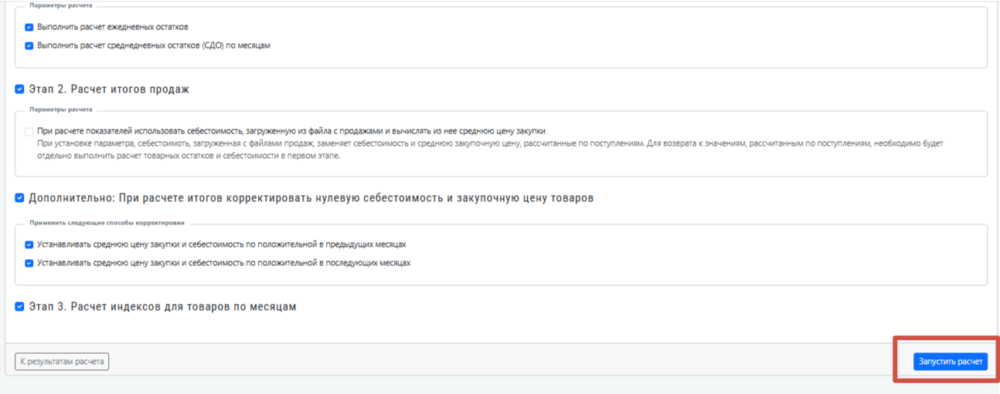 Параметры расчета
Выполнить расчет ежедневных остатков
Выполнить расчет среднедневных остатков (СДО) по месяцам
Этап 2. Расчет итогов продаж
Параметры расчета
При расчете показателей использовать себестоимость, загруженную из файла с продажами и вычислять из нее среднюю цену закупки
При установке параметра, себестоимоть, загруженная с файлами продаж, заменяет себестоимость и среднюю закупочную цену, рассчитанные по поступлениям. Для возврата к значениям, рассчитанным по поступлениям, необходимо будет
отдельно выполнить расчет товарных остатков и себестоимости в первом этапе.
Дополнительно: При расчете итогов корректировать нулевую себестоимость и закупочную цену товаров
Применить следующие способы корректировки
Устанавливать среднюю цену закупки и себестоимость по положительной в предыдущих месяцах
Устанавливать среднюю цену закупки и себестоимость по положительной в последующих месяцах
Этап 3. Расчет индексов для товаров по месяцам
К результатам расчета
Запустить расчет